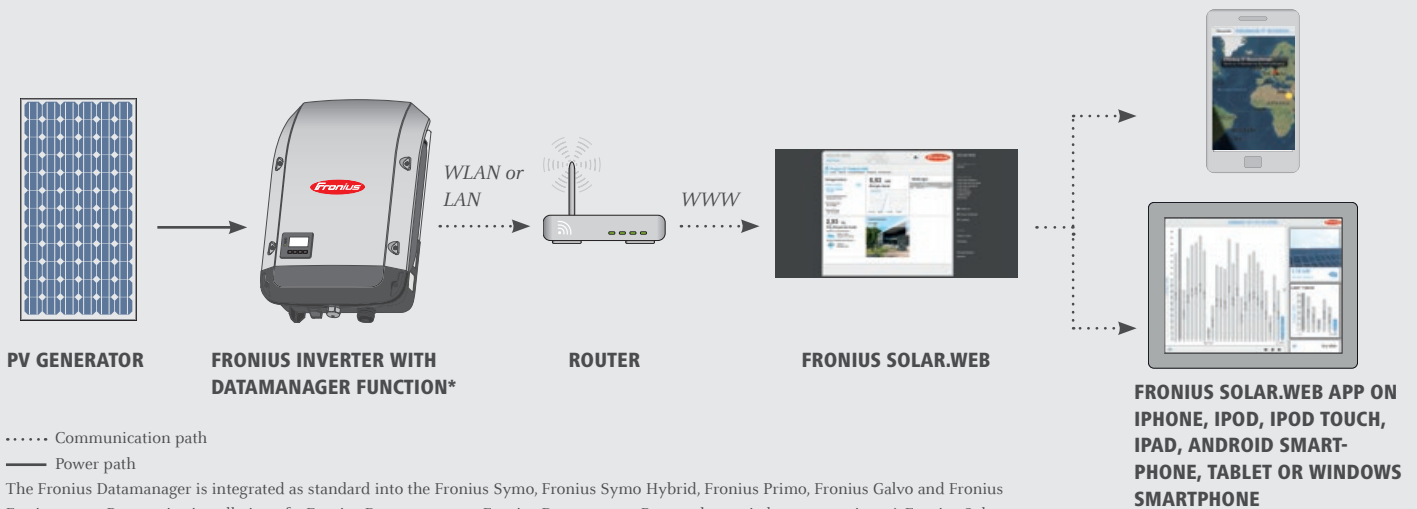 Fronius
WLAN or
LAN
WWW
PV GENERATOR
FRONIUS INVERTER WITH
DATAMANAGER FUNCTION*
ROUTER
FRONIUS SOLAR.WEB
FRONIUS SOLAR.WEB APP ON
IPHONE, IPOD, IPOD TOUCH,
IPAD, ANDROID SMART-
PHONE, TABLET OR WINDOWS
SMARTPHONE
Communication path
Power path
The Fronius Datamanager is integrated as standard into the Fronius Symo, Fronius Symo Hybrid, Fronius Primo, Fronius Galvo and Fronius